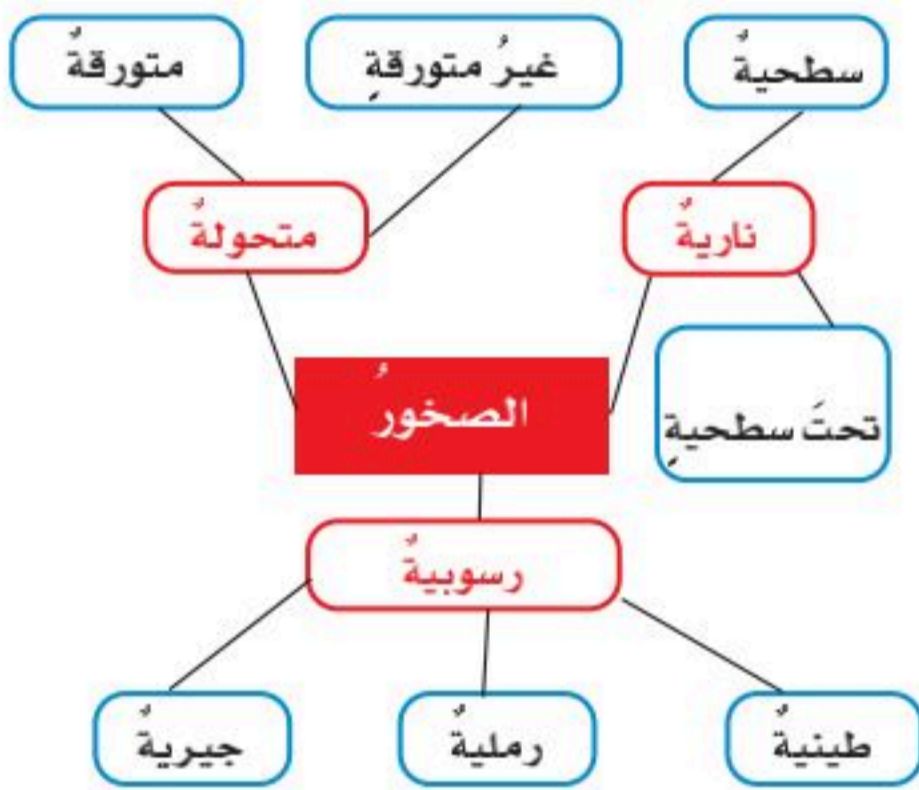 سطحيةٌ
غيرُ متورقةٍ
متورقةٌ
ناريةٌ
متحولةٌ
تحتَ سطحيةٍ
الصخورُ
رسوبيةٌ
طينيةٌ
رمليةٌ
جيريةٌ